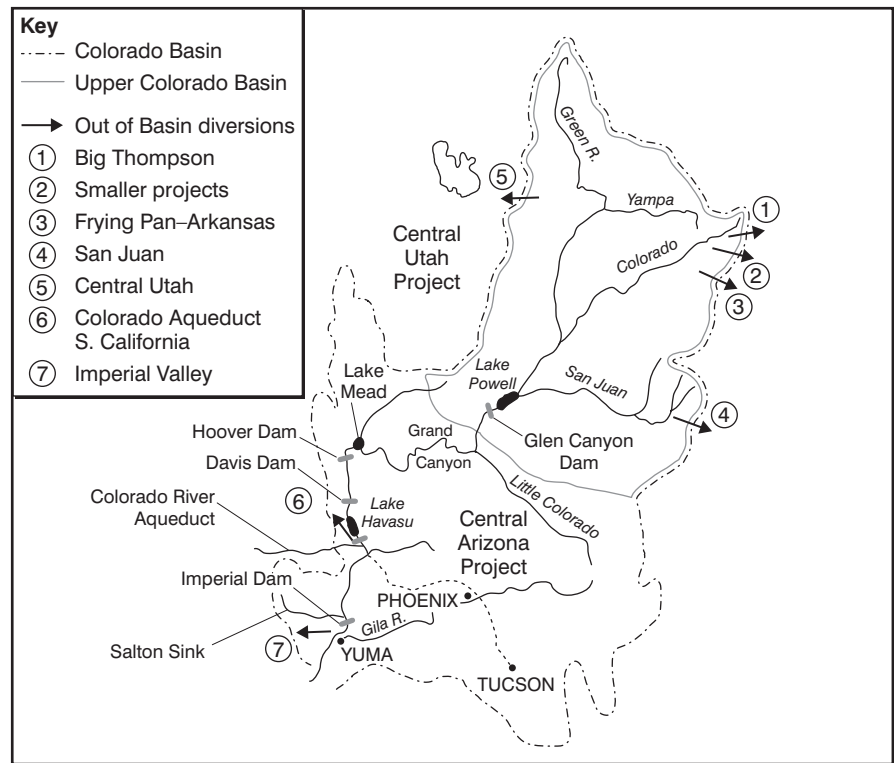 Key
Colorado Basin
Upper Colorado Basin
Out of Basin diversions
1 Big Thompson
2 Smaller projects
3 Frying Pan–Arkansas
4 San Juan
5 Central Utah
6 Colorado Aqueduct
S. California
7 Imperial Valley
Green R.
5
Yampa
1
Central
Utah
Project
Colorado
2
3
Lake
Mead
Lake
Powell
San Juan
4
Hoover Dam
Grand
Canyon
Glen Canyon
Dam
Davis Dam
6
Lake
Havasu
Little Colorado
Colorado River
Aqueduct
Central
Arizona
Project
Imperial Dam
PHOENIX
Gila R.
Salton Sink
7
YUMA
TUCSON